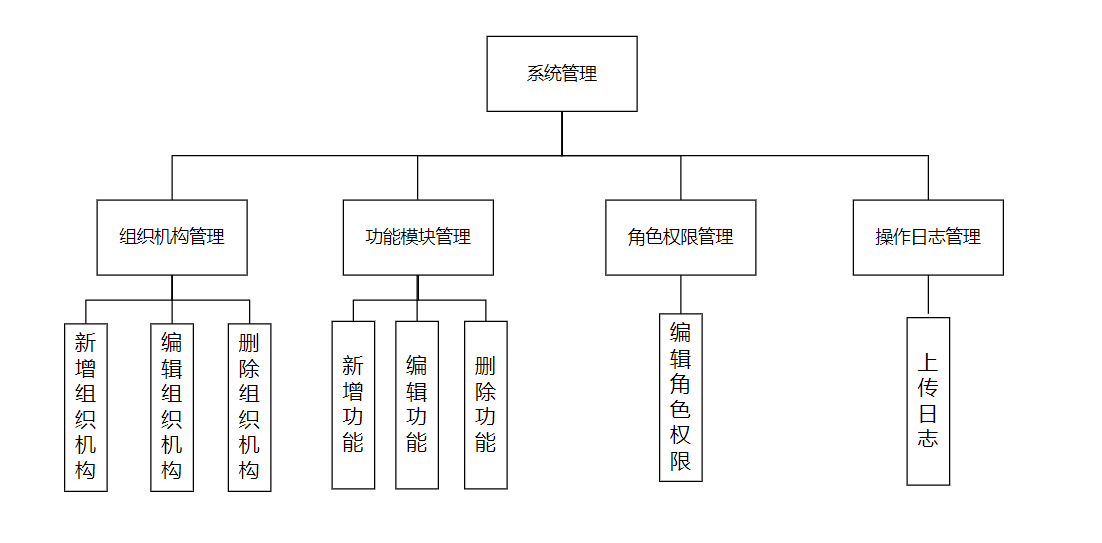 系统管理
组织机构管理
功能模块管理
角色权限管理
操作日志管理
新增组织机构
编辑组织机构
删除组织机构
新增功能
编辑功能
删除功能
编辑角色权限
上传日志